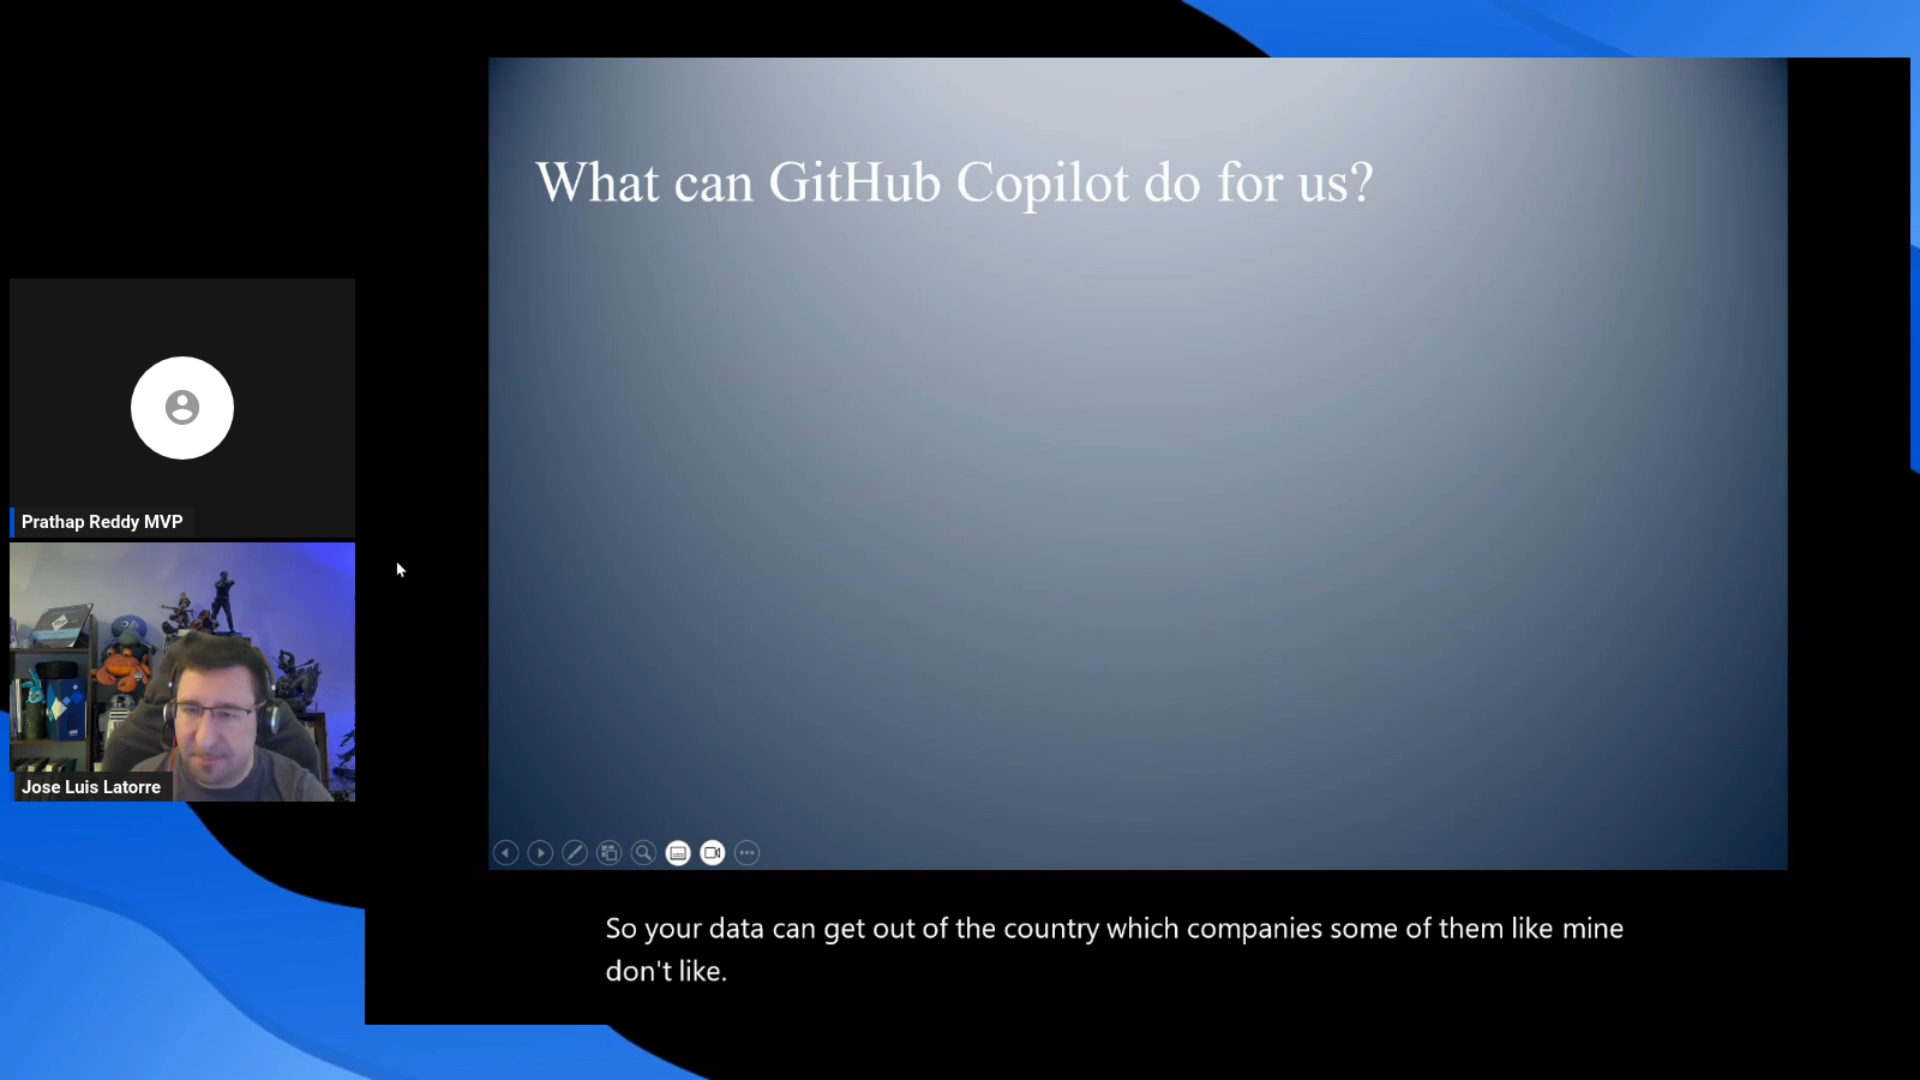 What can GitHub Copilot do for us?
Prathap Reddy MVP
Jose Luis Latorre
So your data can get out of the country which companies some of them like mine
don't like.